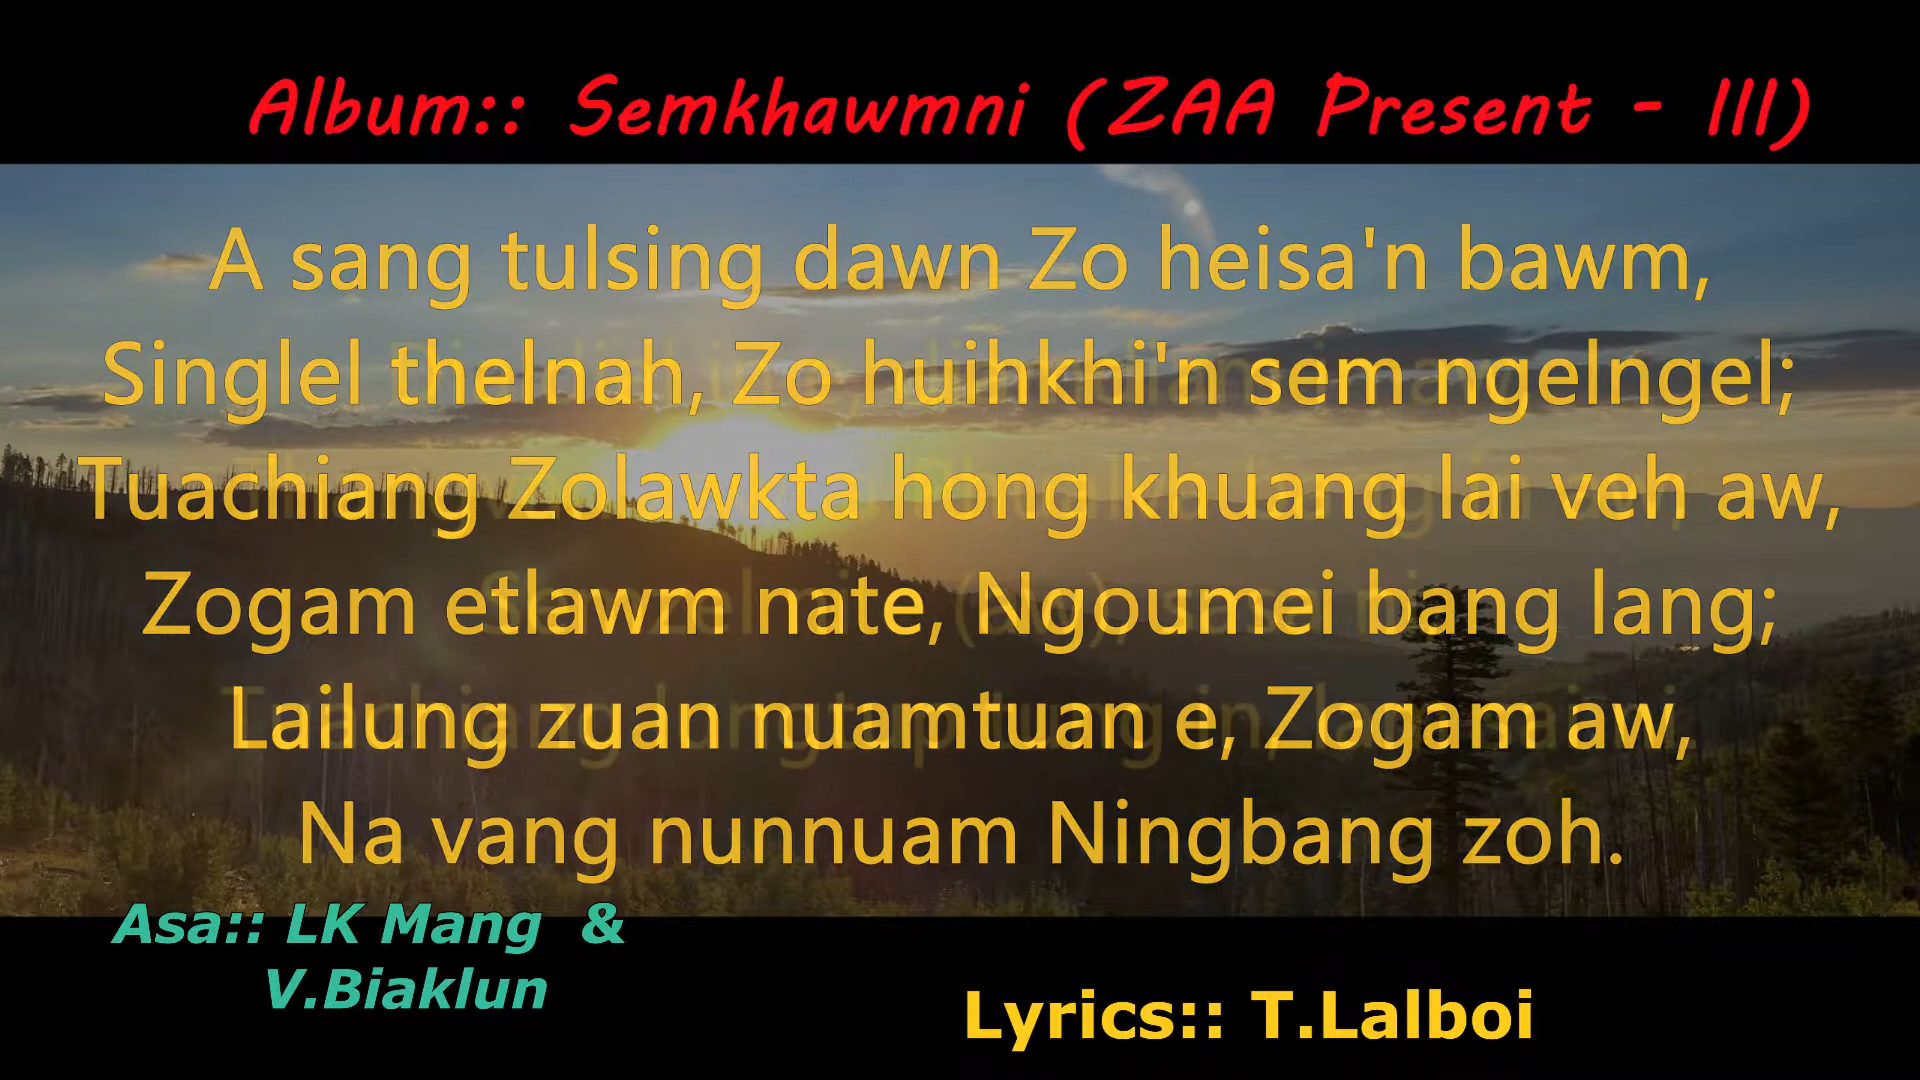 Album:: Semkhawmni (ZAA Present - III)
A sang tulsing dawn Zo heisa'n bawm,
Singlel thelnah, Zo huihkhi'n sem ngelngel;
Tuachiang Zolawkta hong khuang lai veh aw,
Zogam etlawm nate, Ngoumei bang lang;
Lailung zuan nuamtuan e, Zogam aw,
Na vang nunnuam Ningbang zoh.
Asa:: LK Mang &
V.Biaklun
Lyrics:: T.Lalboi